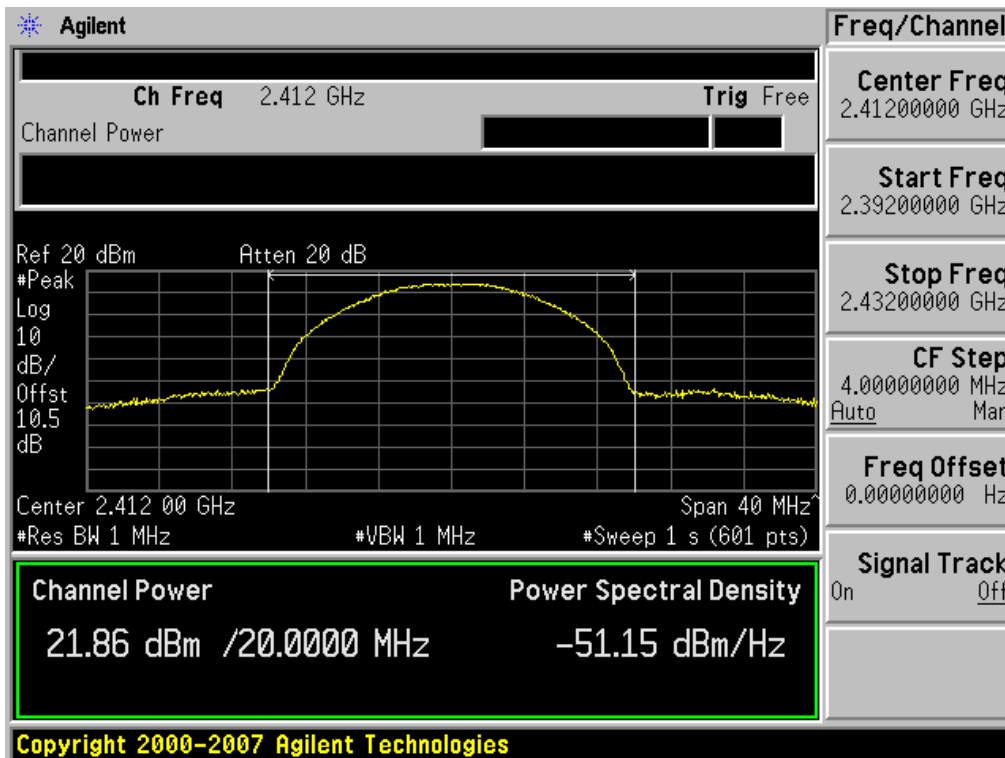 Agilent
Freq/Channel
Ch Freq 2.412 GHz Trig Free
Channel Power
Ref 20 dBm Atten 20 dB
#Peak
Log
10
dB/
Offst
10.5
dB
Center 2.412 00 GHz Span 40 MHz^
#Res BW 1 MHz #VBW 1 MHz #Sweep 1 s (601 pts)
Channel Power Power Spectral Density
21.86 dBm /20.0000 MHz -51.15 dBm/Hz
Copyright 2000-2007 Agilent Technologies
Center Freq
2.41200000 GHz
Start Freq
2.39200000 GHz
Stop Freq
2.43200000 GHz
CF Step
4.00000000 MHz
Auto Man
Freq Offset
0.00000000 Hz
Signal Track
On Off